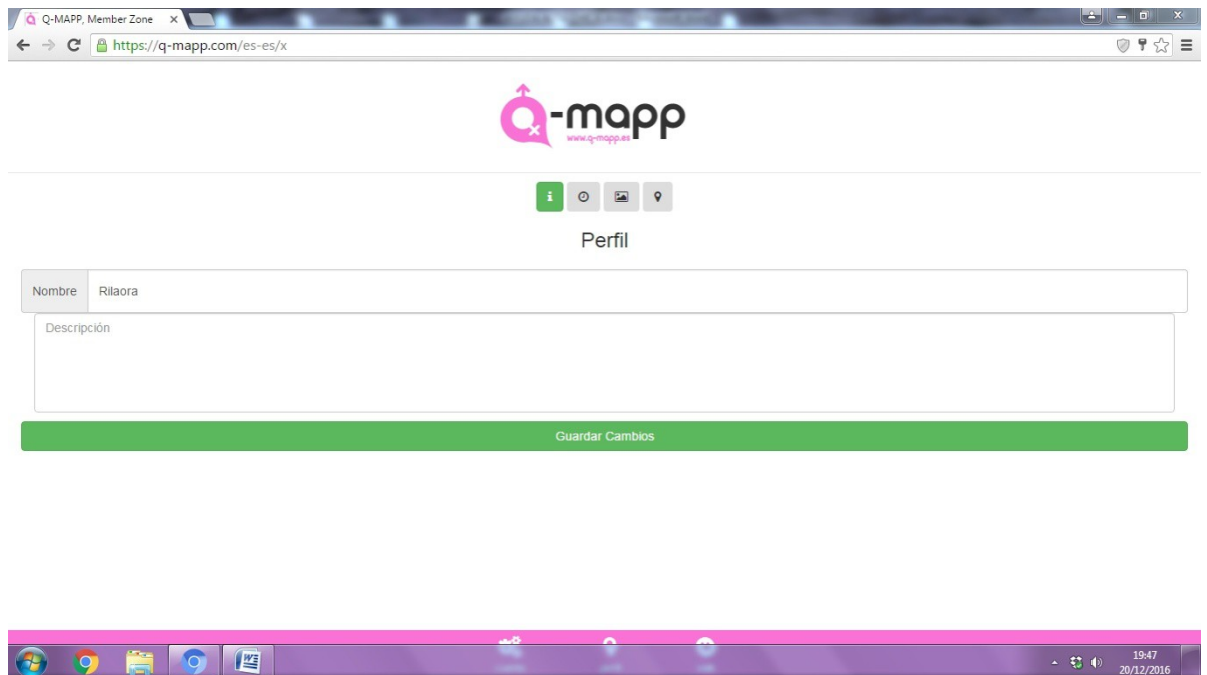 Q-MAPP, Member Zone
https://q-mapp.com/es-es/x
Q-mapp
www.q-mapp.es
Perfil
Nombre Rilaora
Descripción
Guardar Cambios
19:47
20/12/2016